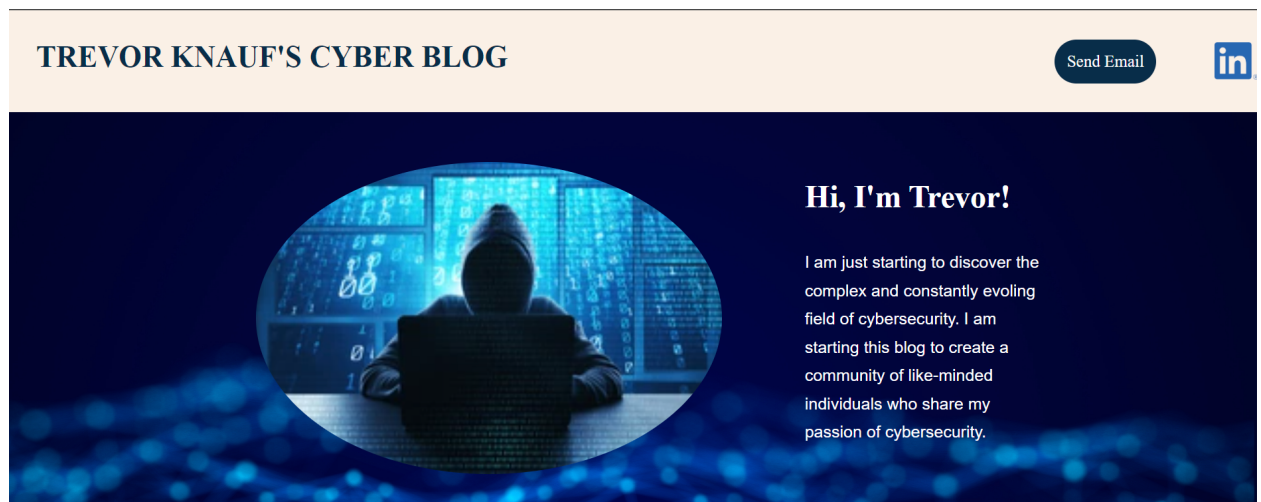 TREVOR KNAUF'S CYBER BLOG
Send Email
in
Hi, I'm Trevor!
I am just starting to discover the
complex and constantly evoling
field of cybersecurity. I am
starting this blog to create a
community of like-minded
individuals who share my
passion of cybersecurity.